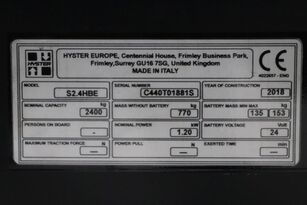 HYSTER
HYSTER EUROPE, Centennial House, Frimley Business Park,
Frimley, Surrey GU16 7SG, United Kingdom
MADE IN ITALY
CE
4022657 - ENG
MODEL SERIAL NUMBER YEAR OF CONSTRUCTION
S2.4HBE C440T01881S 2018
NOMINAL CAPACITY kg WITHOUT BATTERY MASS kg BATTERY MASS MIN MAX kg
2400 770 135 153
PERSONS ON BOARD NOMINAL POWER kW BATTERY VOLTAGE Volt
— 1.20 24
MAXIMUM TRACTION FORCE N POWER PULL N EXERTED TIME min
— — —